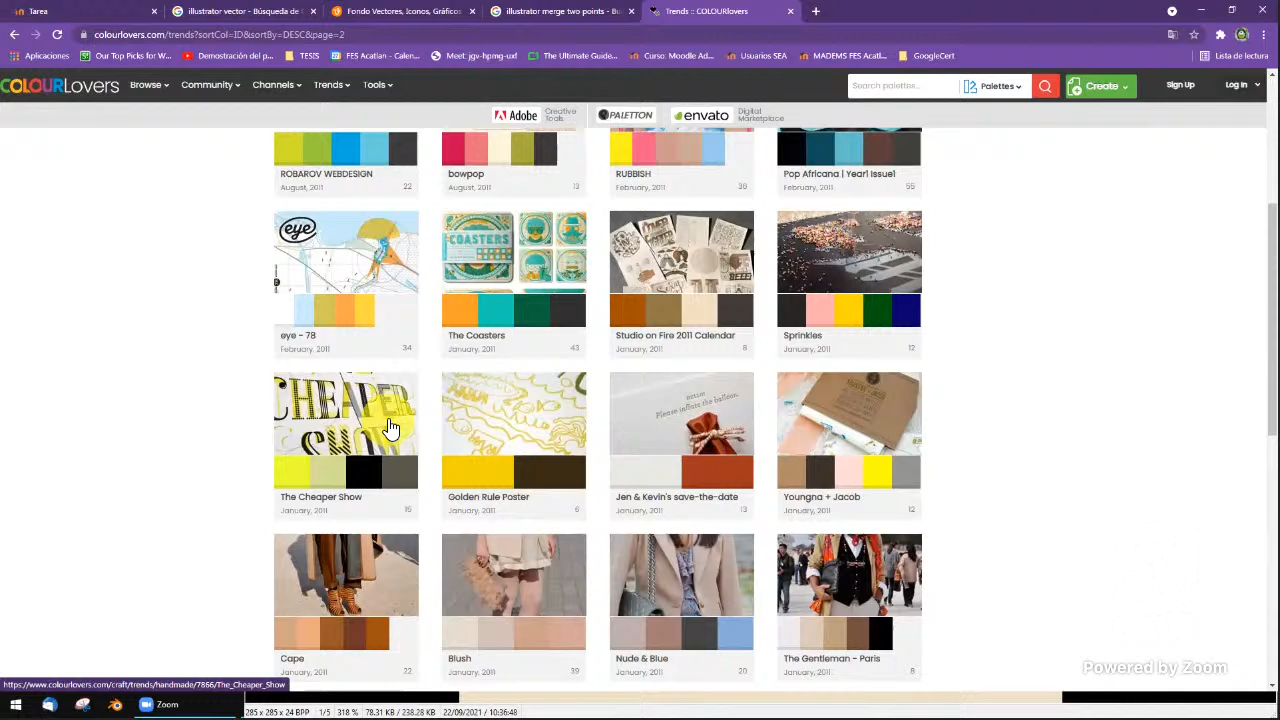 Tarea
illustrator vector - Búsqueda de
Fondo Vectores, Iconos, Gráficos
illustrator merge two points - Bu
Trends :: COLOURlovers
colourlovers.com/trends?sortCol=ID&sortBy=DESC&page=2
Aplicaciones
Our Top Picks for W...
TESIS
FES Acatlan - Calen...
Meet: jgv-hpmg-uxf
The Ultimate Guide...
Curso: Moodle Ad...
Usuarios SEA
MADEMS FES Acatl...
GoogleCert
Lista de lectura
COLOURLovers
Browse
Community
Channels
Trends
Tools
Search palettes...
Palettes
Create
Sign Up
Log in
Adobe
Creative Tools
PALETTON
envato
Digital Marketplace
ROBAROV WEBDESIGN
August, 2011
22
bowpop
August, 2011
13
RUBBISH
February, 2011
36
Pop Africana | Year1 Issue1
February, 2011
55
eye
COASTERS
eye - 78
February, 2011
34
The Coasters
January, 2011
43
Studio on Fire 2011 Calendar
January, 2011
8
Sprinkles
January, 2011
12
CHEAPER
SHOW
Please inflate the balloon.
The Cheaper Show
January, 2011
15
Golden Rule Poster
January, 2011
6
Jen & Kevin's save-the-date
January, 2011
13
Youngna + Jacob
January, 2011
12
Cape
January, 2011
22
Blush
January, 2011
39
Nude & Blue
January, 2011
20
The Gentleman - Paris
January, 2011
8
Powered by Zoom
https://www.colourlovers.com/craft/trends/handmade/7866/The_Cheaper_Show
Zoom
285 x 285 x 24 BPP
1/5
318 %
78.31 KB / 238.28 KB
22/09/2021 / 10:36:48